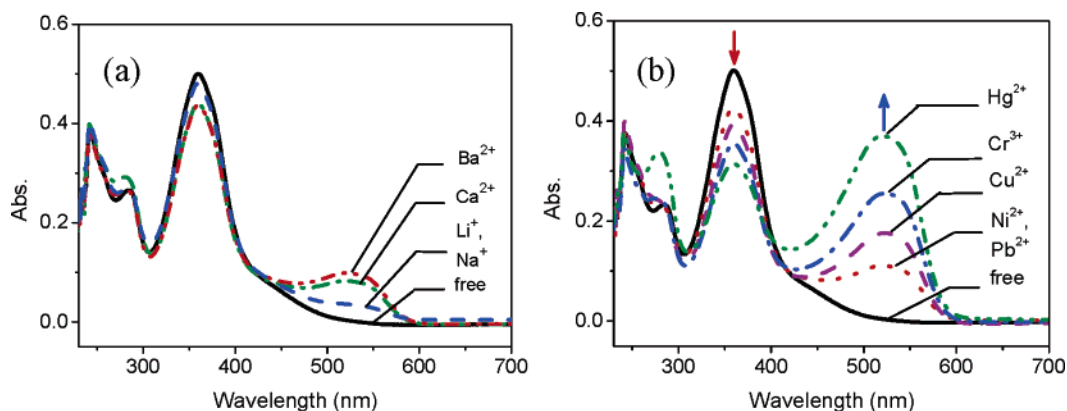 (a)
Abs.
0.6
0.4
0.2
0.0
Ba²⁺
Ca²⁺
Li⁺,
Na⁺
free
300 400 500 600 700
Wavelength (nm)
(b)
Abs.
0.6
0.4
0.2
0.0
Hg²⁺
Cr³⁺
Cu²⁺
Ni²⁺,
Pb²⁺
free
300 400 500 600 700
Wavelength (nm)